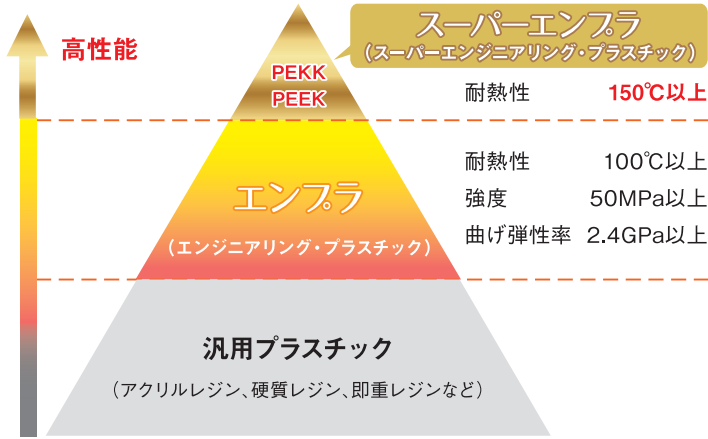 高性能
スーパーエンプラ
(スーパーエンジニアリング・プラスチック)
PEKK
PEEK
耐熱性 150℃以上
エンプラ
(エンジニアリング・プラスチック)
耐熱性 100℃以上
強度 50MPa以上
曲げ弾性率 2.4GPa以上
汎用プラスチック
(アクリルレジン、硬質レジン、即重レジンなど)